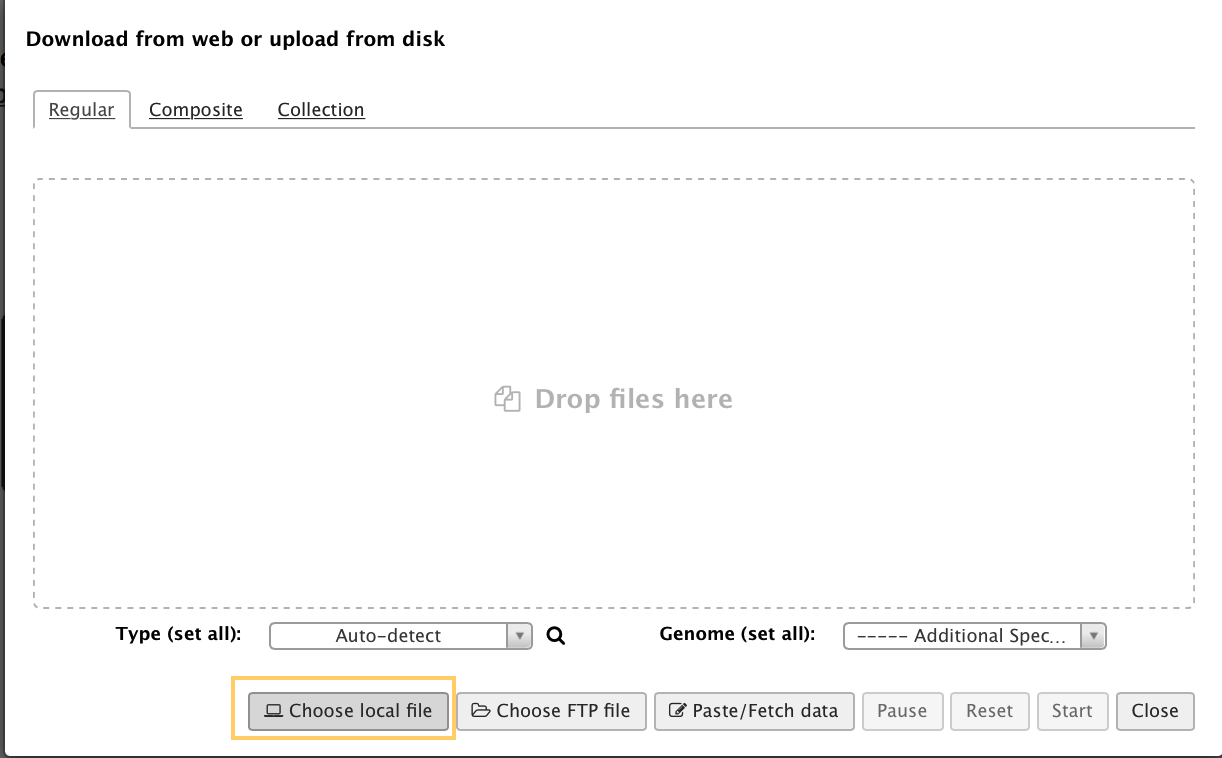 Download from web or upload from disk
Regular Composite Collection
Drop files here
Type (set all): Auto-detect Genome (set all): ----- Additional Spec...
Choose local file Choose FTP file Paste/Fetch data Pause Reset Start Close